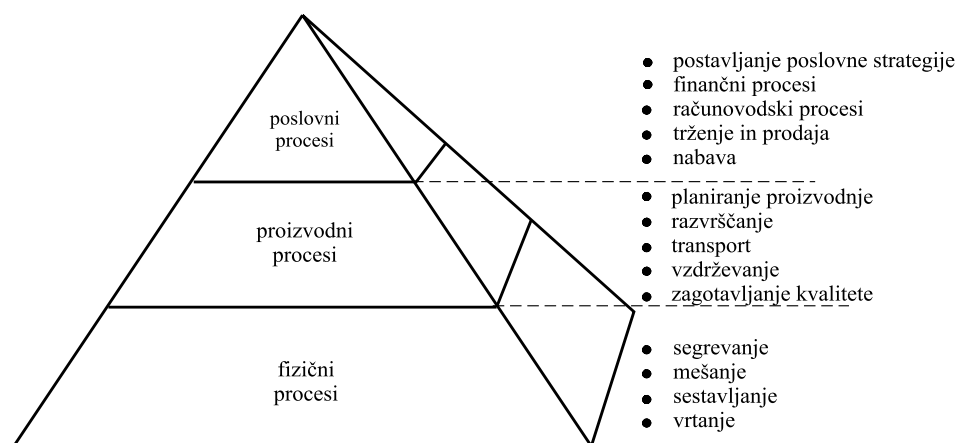 poslovni
procesi
• postavljanje poslovne strategije
• finančni procesi
• računovodski procesi
• trženje in prodaja
• nabava
proizvodni
procesi
• planiranje proizvodnje
• razvrščanje
• transport
• vzdrževanje
• zagotavljanje kvalitete
fizični
procesi
• segrevanje
• mešanje
• sestavljanje
• vrtanje